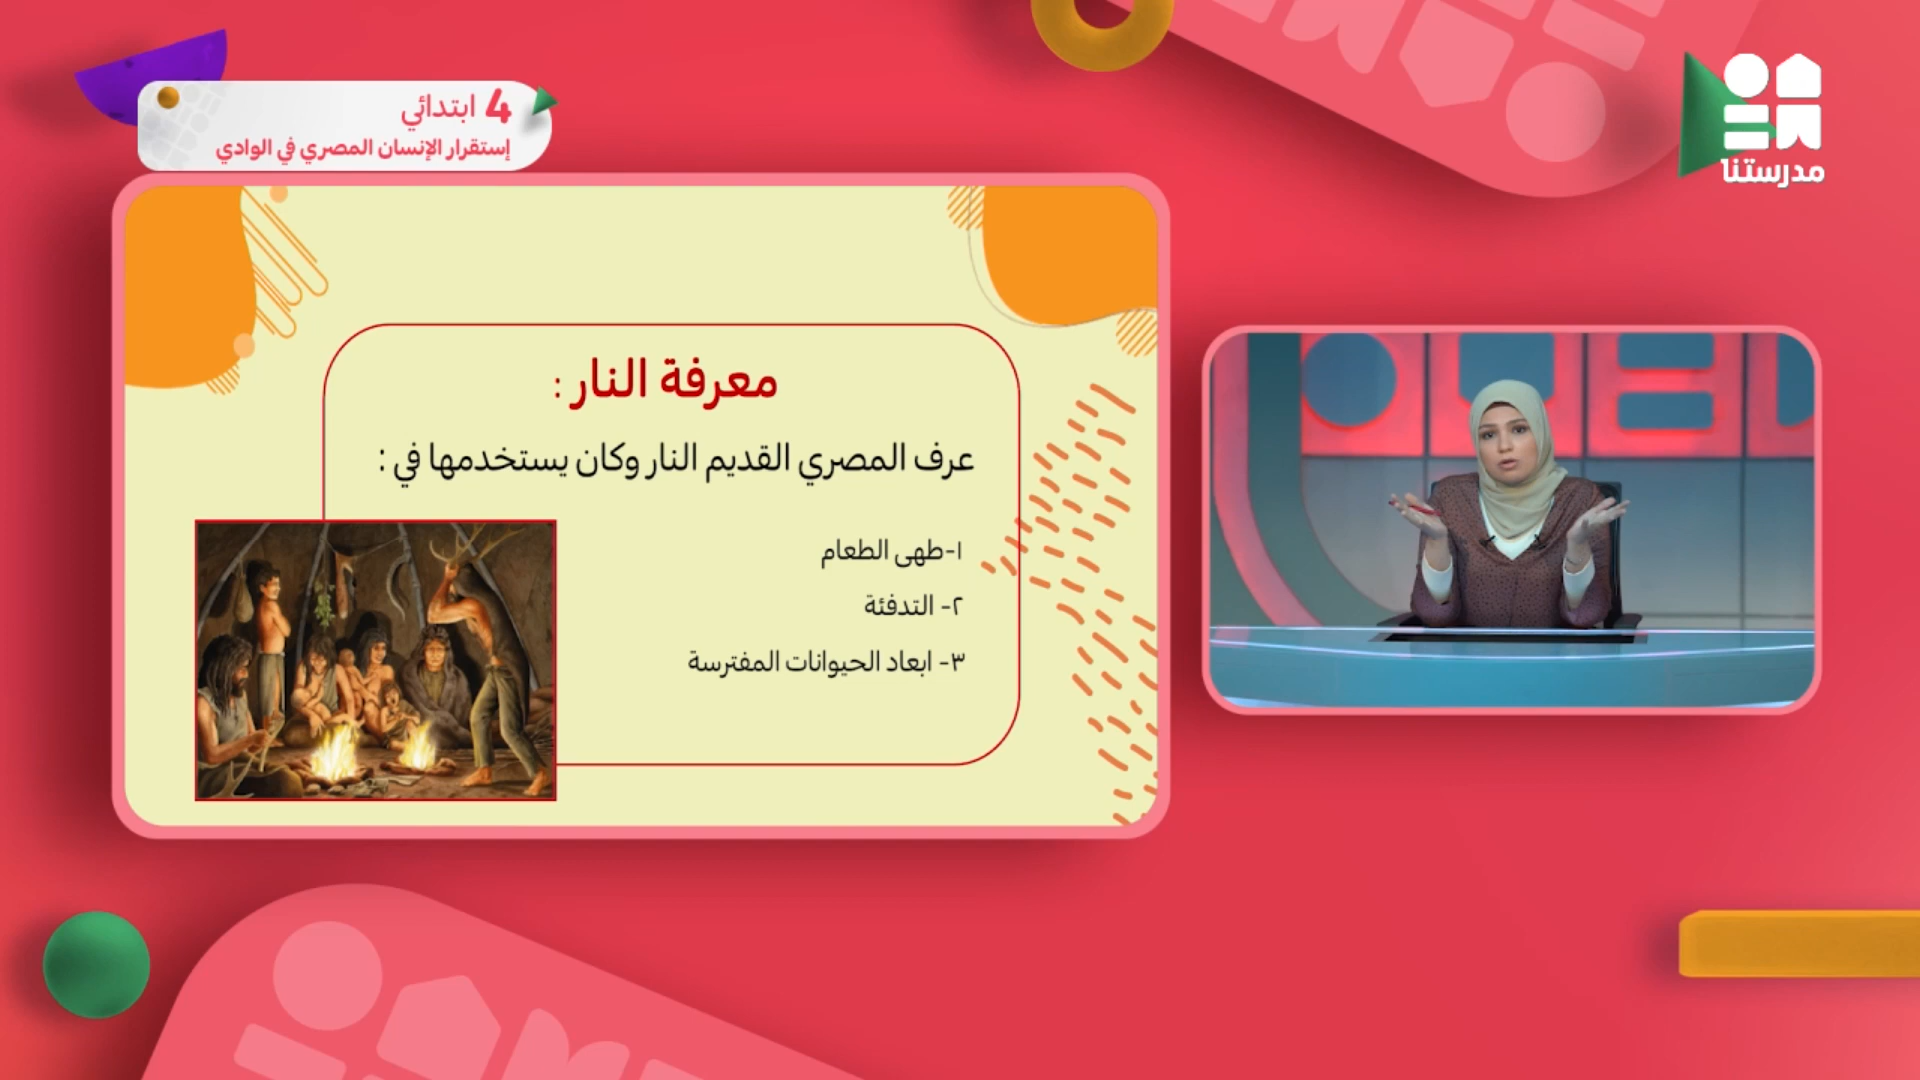 4 ابتدائي
إستقرار الإنسان المصري في الوادي
مدرستنا
معرفة النار :
عرف المصري القديم النار وكان يستخدمها في :
١-طهى الطعام
٢- التدفئة
٣- ابعاد الحيوانات المفترسة